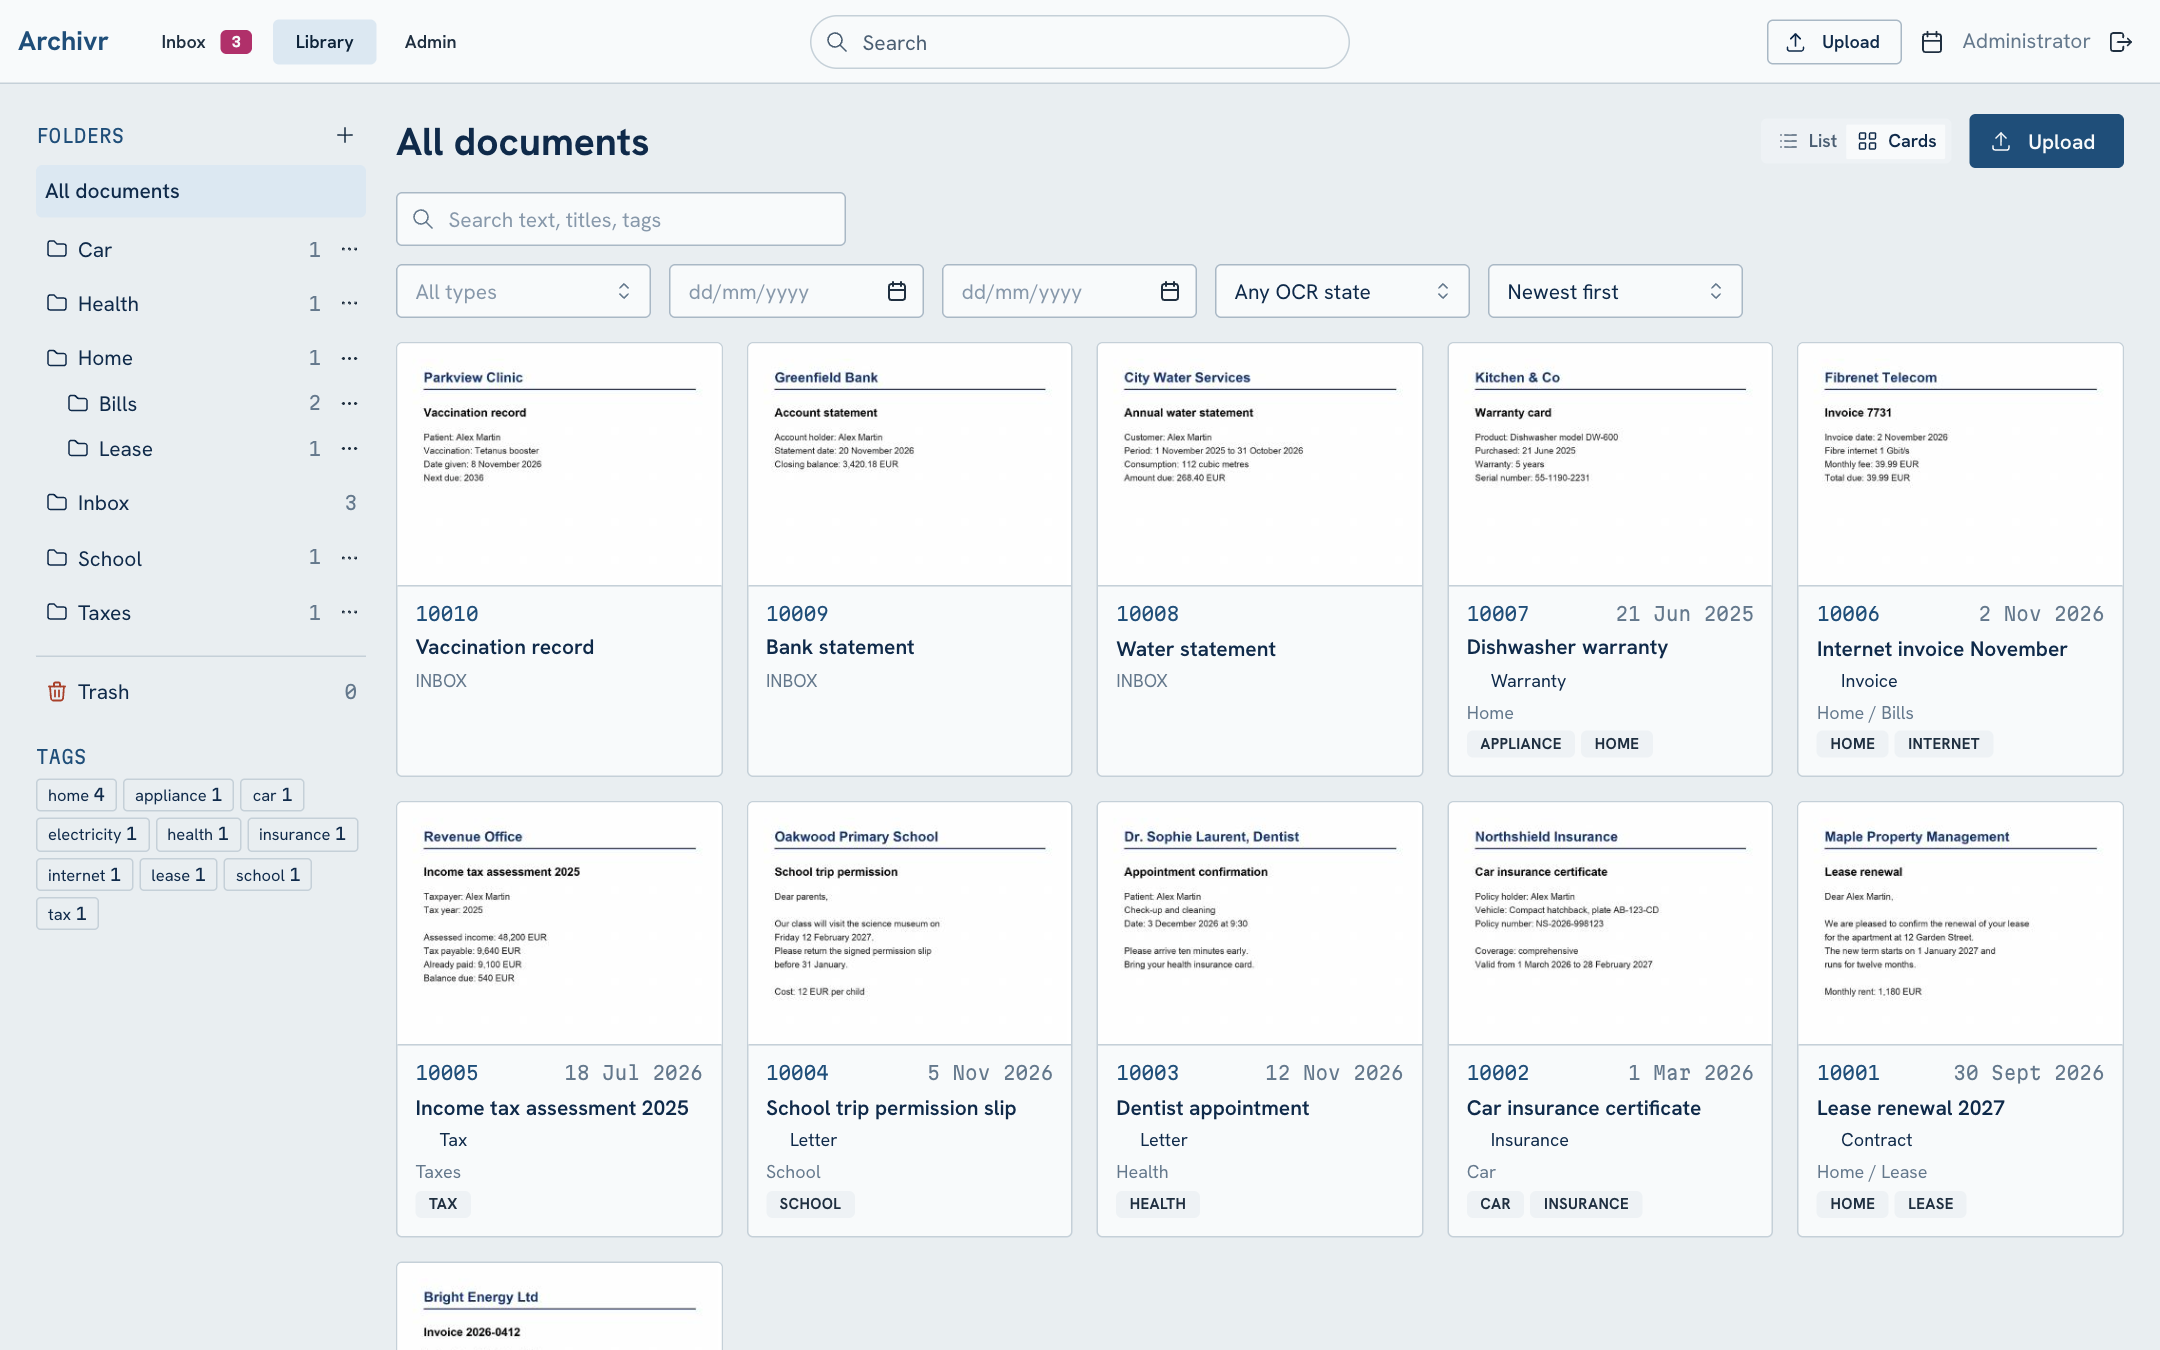 Archivr
Inbox 3
Library
Admin
Search
Upload
Administrator
FOLDERS
All documents
Car 1
Health 1
Home 1
Bills 2
Lease 1
Inbox 3
School 1
Taxes 1
Trash 0
TAGS
home 4 appliance 1 car 1
electricity 1 health 1 insurance 1
internet 1 lease 1 school 1
tax 1
All documents
List
Cards
Upload
Search text, titles, tags
All types
dd/mm/yyyy
dd/mm/yyyy
Any OCR state
Newest first
Parkview Clinic
Vaccination record
Patient: Alex Martin
Vaccination: Tetanus booster
Date given: 8 November 2026
Next due: 2036
10010
Vaccination record
INBOX
Greenfield Bank
Account statement
Account holder: Alex Martin
Statement date: 20 November 2026
Closing balance: 3,420.18 EUR
10009
Bank statement
INBOX
City Water Services
Annual water statement
Customer: Alex Martin
Period: 1 November 2025 to 31 October 2026
Consumption: 112 cubic metres
Amount due: 268.40 EUR
10008
Water statement
INBOX
Kitchen & Co
Warranty card
Product: Dishwasher model DW-600
Purchased: 21 June 2025
Warranty: 5 years
Serial number: 55-1190-2231
10007 21 Jun 2025
Dishwasher warranty
Warranty
Home
APPLIANCE HOME
Fibrenet Telecom
Invoice 7731
Invoice date: 2 November 2026
Fibre internet 1 Gbit/s
Monthly fee: 39.99 EUR
Total due: 39.99 EUR
10006 2 Nov 2026
Internet invoice November
Invoice
Home / Bills
HOME INTERNET
Revenue Office
Income tax assessment 2025
Taxpayer: Alex Martin
Tax year: 2025
Assessed income: 48,200 EUR
Tax payable: 9,640 EUR
Already paid: 9,100 EUR
Balance due: 540 EUR
10005 18 Jul 2026
Income tax assessment 2025
Tax
Taxes
TAX
Oakwood Primary School
School trip permission
Dear parents,
Our class will visit the science museum on
Friday 12 February 2027.
Please return the signed permission slip
before 31 January.
Cost: 12 EUR per child
10004 5 Nov 2026
School trip permission slip
Letter
School
SCHOOL
Dr. Sophie Laurent, Dentist
Appointment confirmation
Patient: Alex Martin
Check-up and cleaning
Date: 3 December 2026 at 9:30
Please arrive ten minutes early.
Bring your health insurance card.
10003 12 Nov 2026
Dentist appointment
Letter
Health
HEALTH
Northshield Insurance
Car insurance certificate
Policy holder: Alex Martin
Vehicle: Compact hatchback, plate AB-123-CD
Policy number: NS-2026-998123
Coverage: comprehensive
Valid from 1 March 2026 to 28 February 2027
10002 1 Mar 2026
Car insurance certificate
Insurance
Car
CAR INSURANCE
Maple Property Management
Lease renewal
Dear Alex Martin,
We are pleased to confirm the renewal of your lease
for the apartment at 12 Garden Street.
The new term starts on 1 January 2027 and
runs for twelve months.
Monthly rent: 1,180 EUR
10001 30 Sept 2026
Lease renewal 2027
Contract
Home / Lease
HOME LEASE
Bright Energy Ltd
Invoice 2026-0412